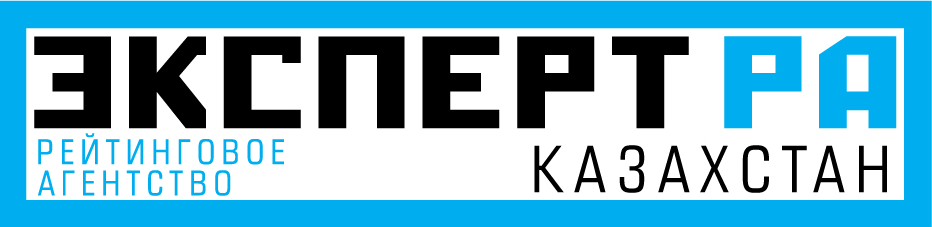 ЭКСПЕРТ РА
РЕЙТИНГОВОЕ
АГЕНТСТВО
КАЗАХСТАН